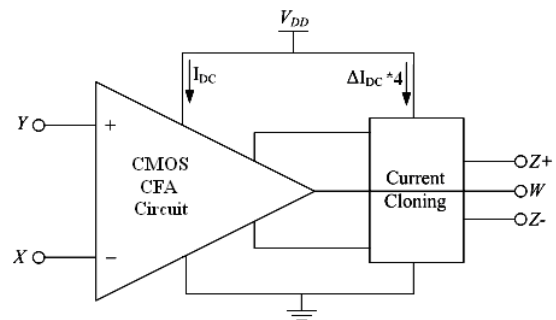 V_DD
I_DC
ΔI_DC *4
Y
+
CMOS
CFA
Circuit
X
−
Current
Cloning
Z+
W
Z-